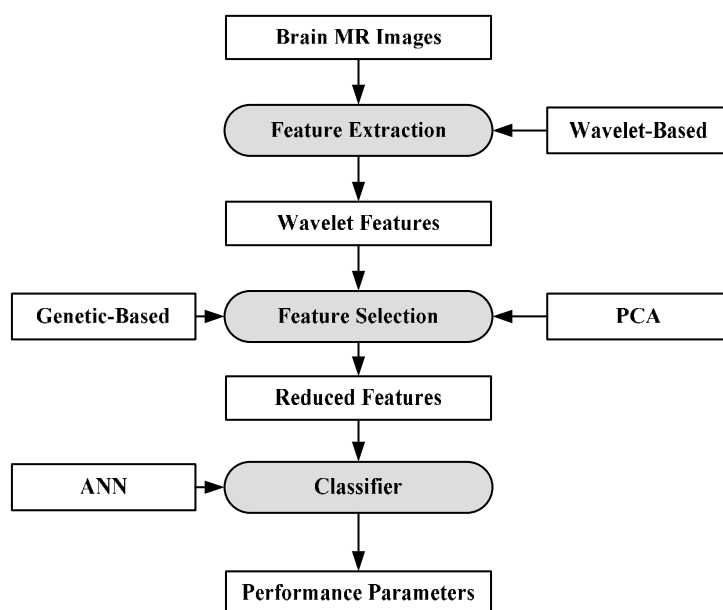 Brain MR Images
Feature Extraction
Wavelet-Based
Wavelet Features
Genetic-Based
Feature Selection
PCA
Reduced Features
ANN
Classifier
Performance Parameters